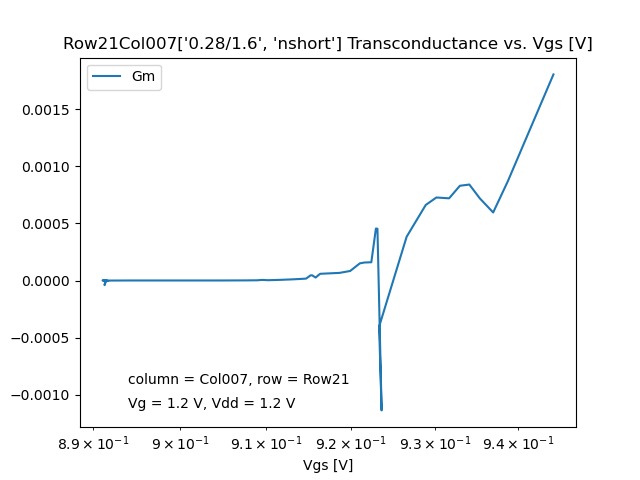 Row21Col007['0.28/1.6', 'nshort'] Transconductance vs. Vgs [V]
Gm
0.0015
0.0010
0.0005
0.0000
−0.0005
−0.0010
column = Col007, row = Row21
Vg = 1.2 V, Vdd = 1.2 V
8.9 × 10⁻¹ 9 × 10⁻¹ 9.1 × 10⁻¹ 9.2 × 10⁻¹ 9.3 × 10⁻¹ 9.4 × 10⁻¹
Vgs [V]